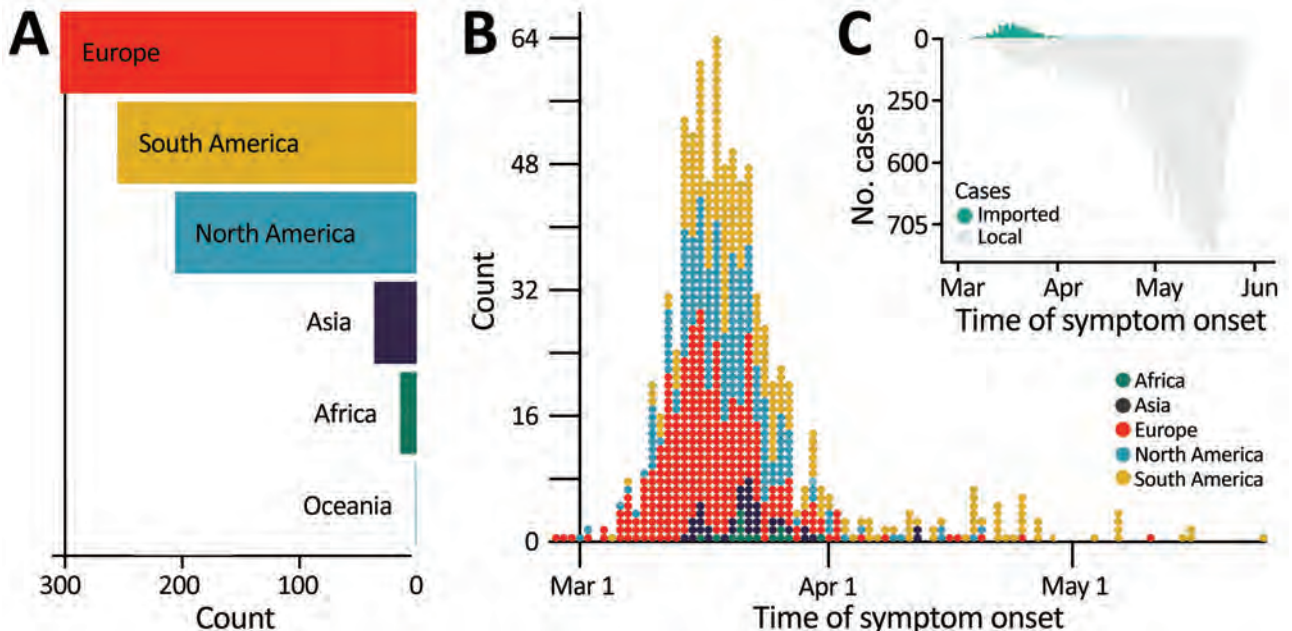 A
Europe
South America
North America
Asia
Africa
Oceania
300
200
100
0
Count
B
64
48
32
16
0
Count
Mar 1
Apr 1
May 1
Time of symptom onset
Africa
Asia
Europe
North America
South America
C
0
250
600
705
No. cases
Cases
Imported
Local
Mar
Apr
May
Jun
Time of symptom onset